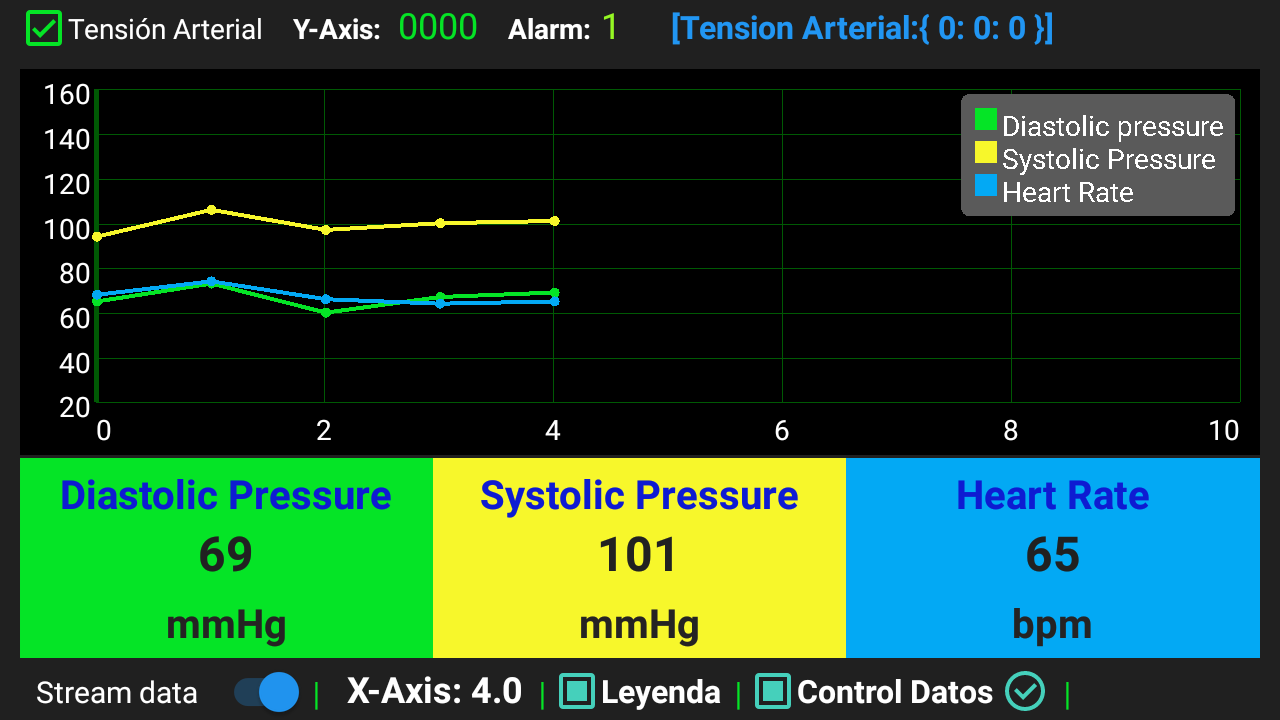 Tensión Arterial Y-Axis: 0000 Alarm: 1 [Tension Arterial:{ 0: 0: 0 }]
160
140
120
100
80
60
40
20
0 2 4 6 8 10
Diastolic pressure
Systolic Pressure
Heart Rate
Diastolic Pressure
69
mmHg
Systolic Pressure
101
mmHg
Heart Rate
65
bpm
Stream data | X-Axis: 4.0 | Leyenda | Control Datos |